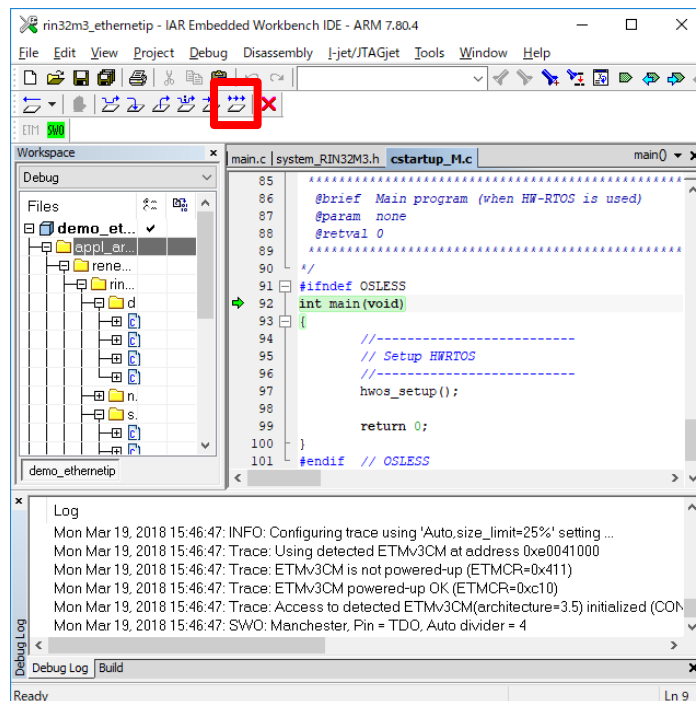 rin32m3_ethernetip - IAR Embedded Workbench IDE - ARM 7.80.4
File Edit View Project Debug Disassembly I-jet/JTAGjet Tools Window Help
ETM SWO
Workspace
main.c system_RIN32M3.h cstartup_M.c main()
Debug
Files
demo_et...
appl_ar...
rene...
rin...
d
n.
s.
demo_ethernetip
85 ***************************************************
86 @brief Main program (when HW-RTOS is used)
87 @param none
88 @retval 0
89 ***************************************************
90 */
91 #ifndef OSLESS
92 int main(void)
93 {
94 //---------------------------
95 // Setup HWRTOS
96 //---------------------------
97 hwos_setup();
98
99 return 0;
100 }
101 #endif // OSLESS
Log
Mon Mar 19, 2018 15:46:47: INFO: Configuring trace using 'Auto,size_limit=25%' setting ...
Mon Mar 19, 2018 15:46:47: Trace: Using detected ETMv3CM at address 0xe0041000
Mon Mar 19, 2018 15:46:47: Trace: ETMv3CM is not powered-up (ETMCR=0x411)
Mon Mar 19, 2018 15:46:47: Trace: ETMv3CM powered-up OK (ETMCR=0xc10)
Mon Mar 19, 2018 15:46:47: Trace: Access to detected ETMv3CM(architecture=3.5) initialized (CON
Mon Mar 19, 2018 15:46:47: SWO: Manchester, Pin = TDO, Auto divider = 4
Debug Log
Debug Log Build
Ready Ln 9